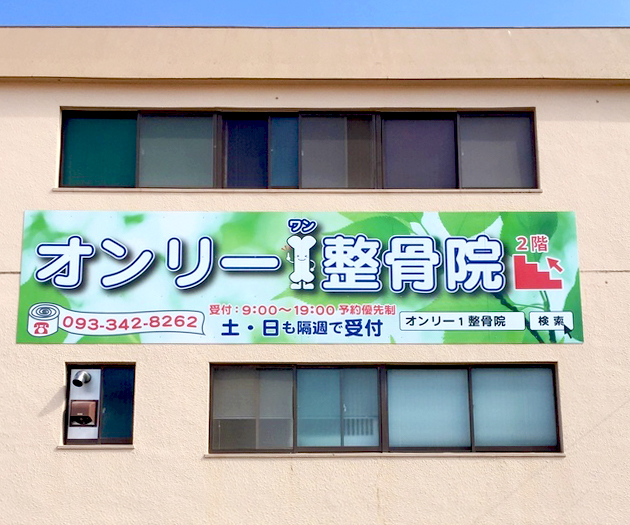 ワン
オンリー1整骨院
2階
受付：9:00〜19:00 予約優先制
093-342-8262
土・日も隔週で受付
オンリー1整骨院 検索